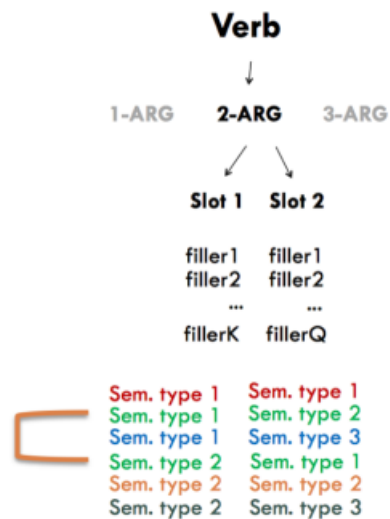 Verb
1-ARG 2-ARG 3-ARG
Slot 1 Slot 2
filler1 filler1
filler2 filler2
... ...
fillerK fillerQ
Sem. type 1 Sem. type 1
Sem. type 1 Sem. type 2
Sem. type 1 Sem. type 3
Sem. type 2 Sem. type 1
Sem. type 2 Sem. type 2
Sem. type 2 Sem. type 3